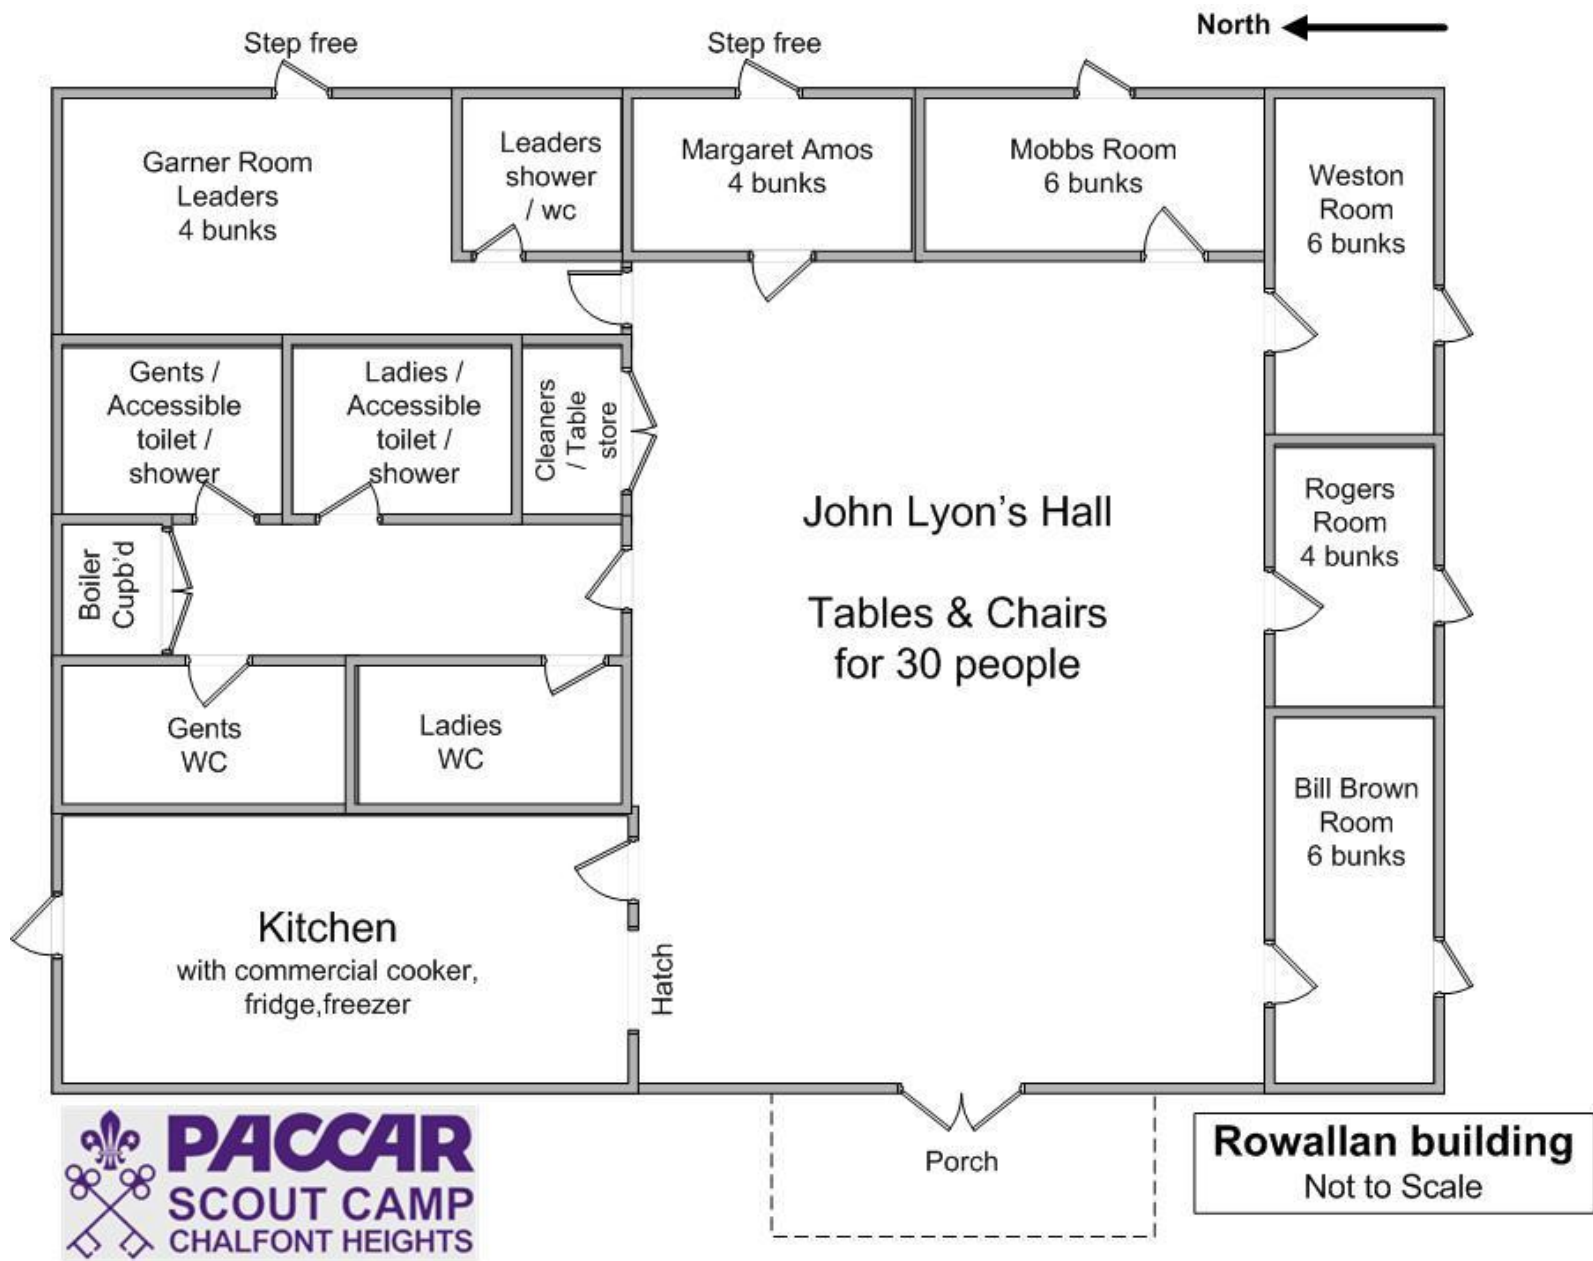 North
Step free
Step free
Garner Room
Leaders
4 bunks
Leaders
shower
/ wc
Margaret Amos
4 bunks
Mobbs Room
6 bunks
Weston
Room
6 bunks
Gents /
Accessible
toilet /
shower
Ladies /
Accessible
toilet /
shower
Cleaners
/ Table
store
John Lyon's Hall
Tables & Chairs
for 30 people
Rogers
Room
4 bunks
Boiler
Cupb'd
Gents
WC
Ladies
WC
Bill Brown
Room
6 bunks
Kitchen
with commercial cooker,
fridge,freezer
Hatch
Porch
PACCAR
SCOUT CAMP
CHALFONT HEIGHTS
Rowallan building
Not to Scale